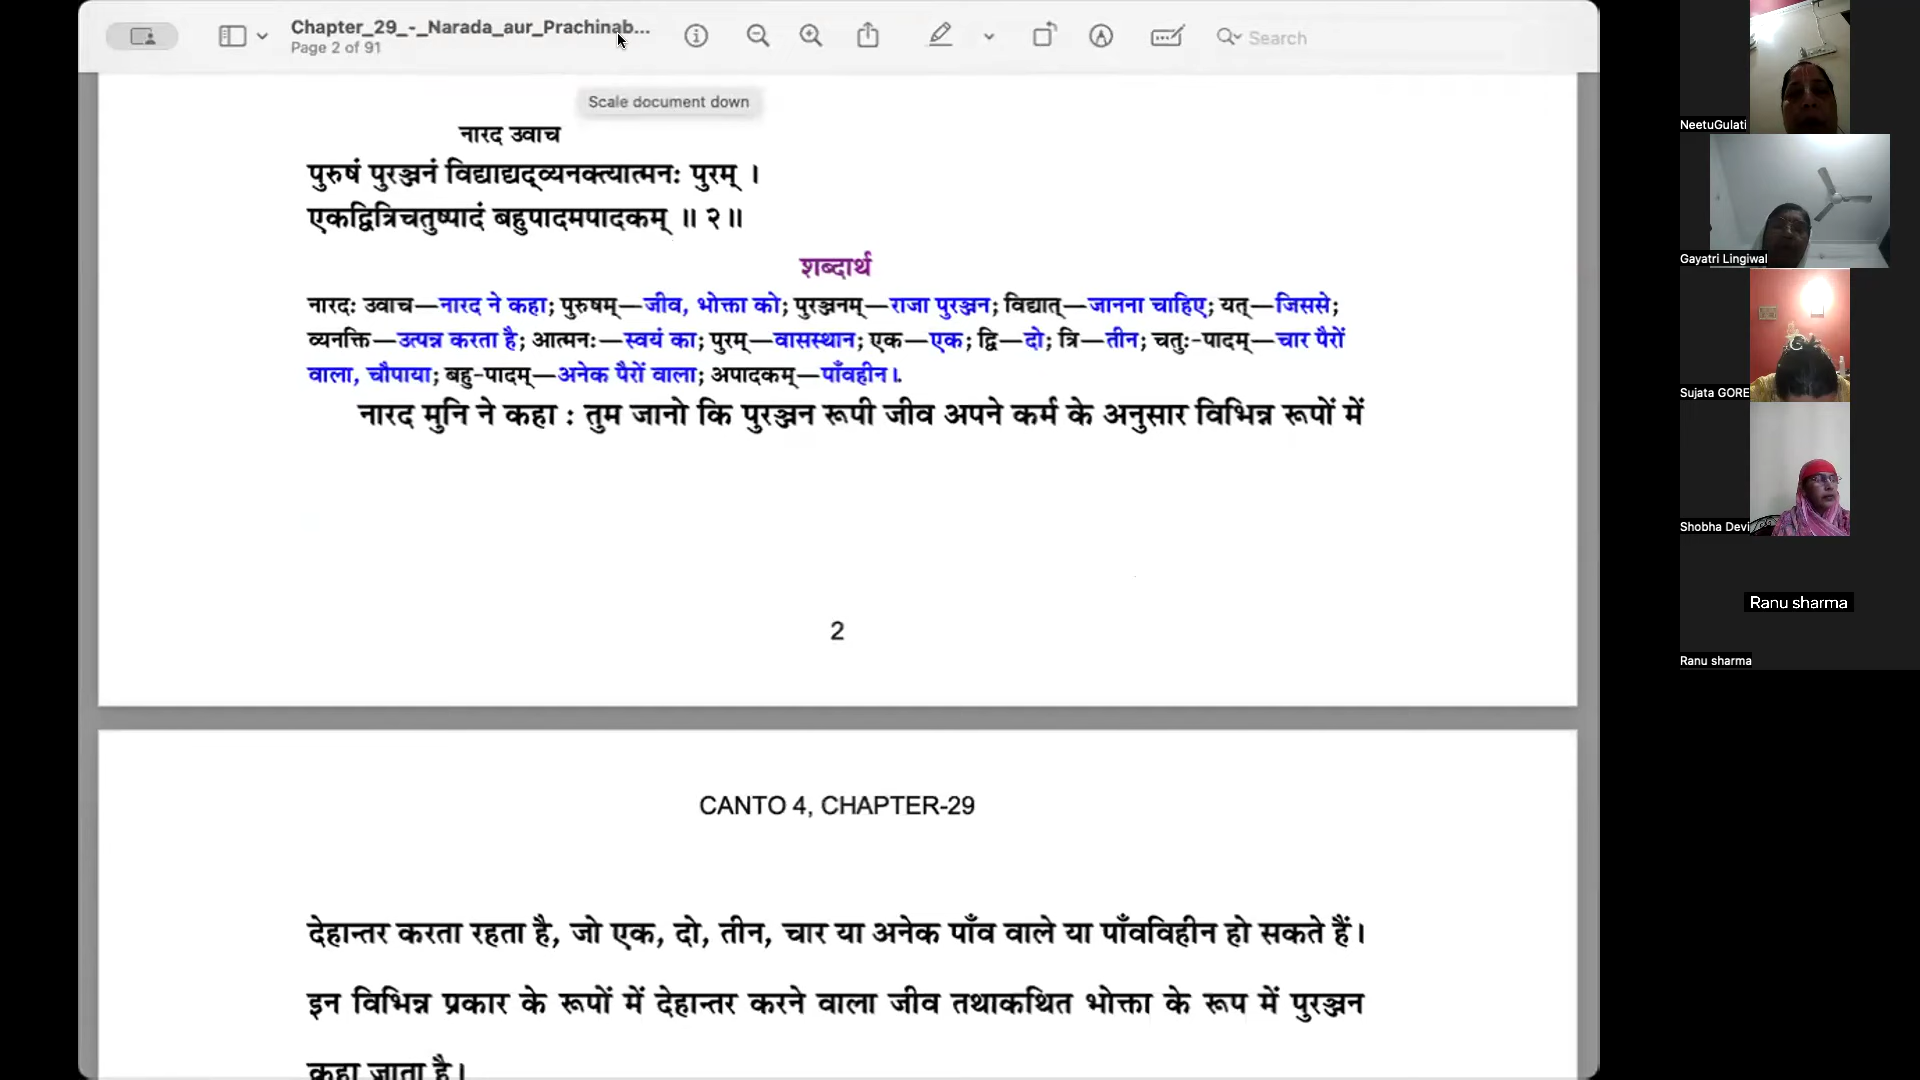 Chapter_29_-_Narada_aur_Prachinab...
Page 2 of 91
Search
Scale document down
नारद उवाच
पुरुषं पुरञ्जनं विद्याद्यद्व्यनक्त्यात्मनः पुरम् ।
एकद्वित्रिचतुष्पादं बहुपादमपादकम् ॥ २॥
शब्दार्थ
नारदः उवाच—नारद ने कहा; पुरुषम्—जीव, भोक्ता को; पुरञ्जनम्—राजा पुरञ्जन; विद्यात्—जानना चाहिए; यत्—जिससे;
व्यनक्ति—उत्पन्न करता है; आत्मनः—स्वयं का; पुरम्—वासस्थान; एक—एक; द्वि—दो; त्रि—तीन; चतुः-पादम्—चार पैरों
वाला, चौपाया; बहु-पादम्—अनेक पैरों वाला; अपादकम्—पाँवहीन।.
नारद मुनि ने कहा : तुम जानो कि पुरञ्जन रूपी जीव अपने कर्म के अनुसार विभिन्न रूपों में
2
CANTO 4, CHAPTER-29
देहान्तर करता रहता है, जो एक, दो, तीन, चार या अनेक पाँव वाले या पाँवविहीन हो सकते हैं।
इन विभिन्न प्रकार के रूपों में देहान्तर करने वाला जीव तथाकथित भोक्ता के रूप में पुरञ्जन
कहा जाता है।
NeetuGulati
Gayatri Lingiwal
Sujata GORE
Shobha Devi
Ranu sharma
Ranu sharma